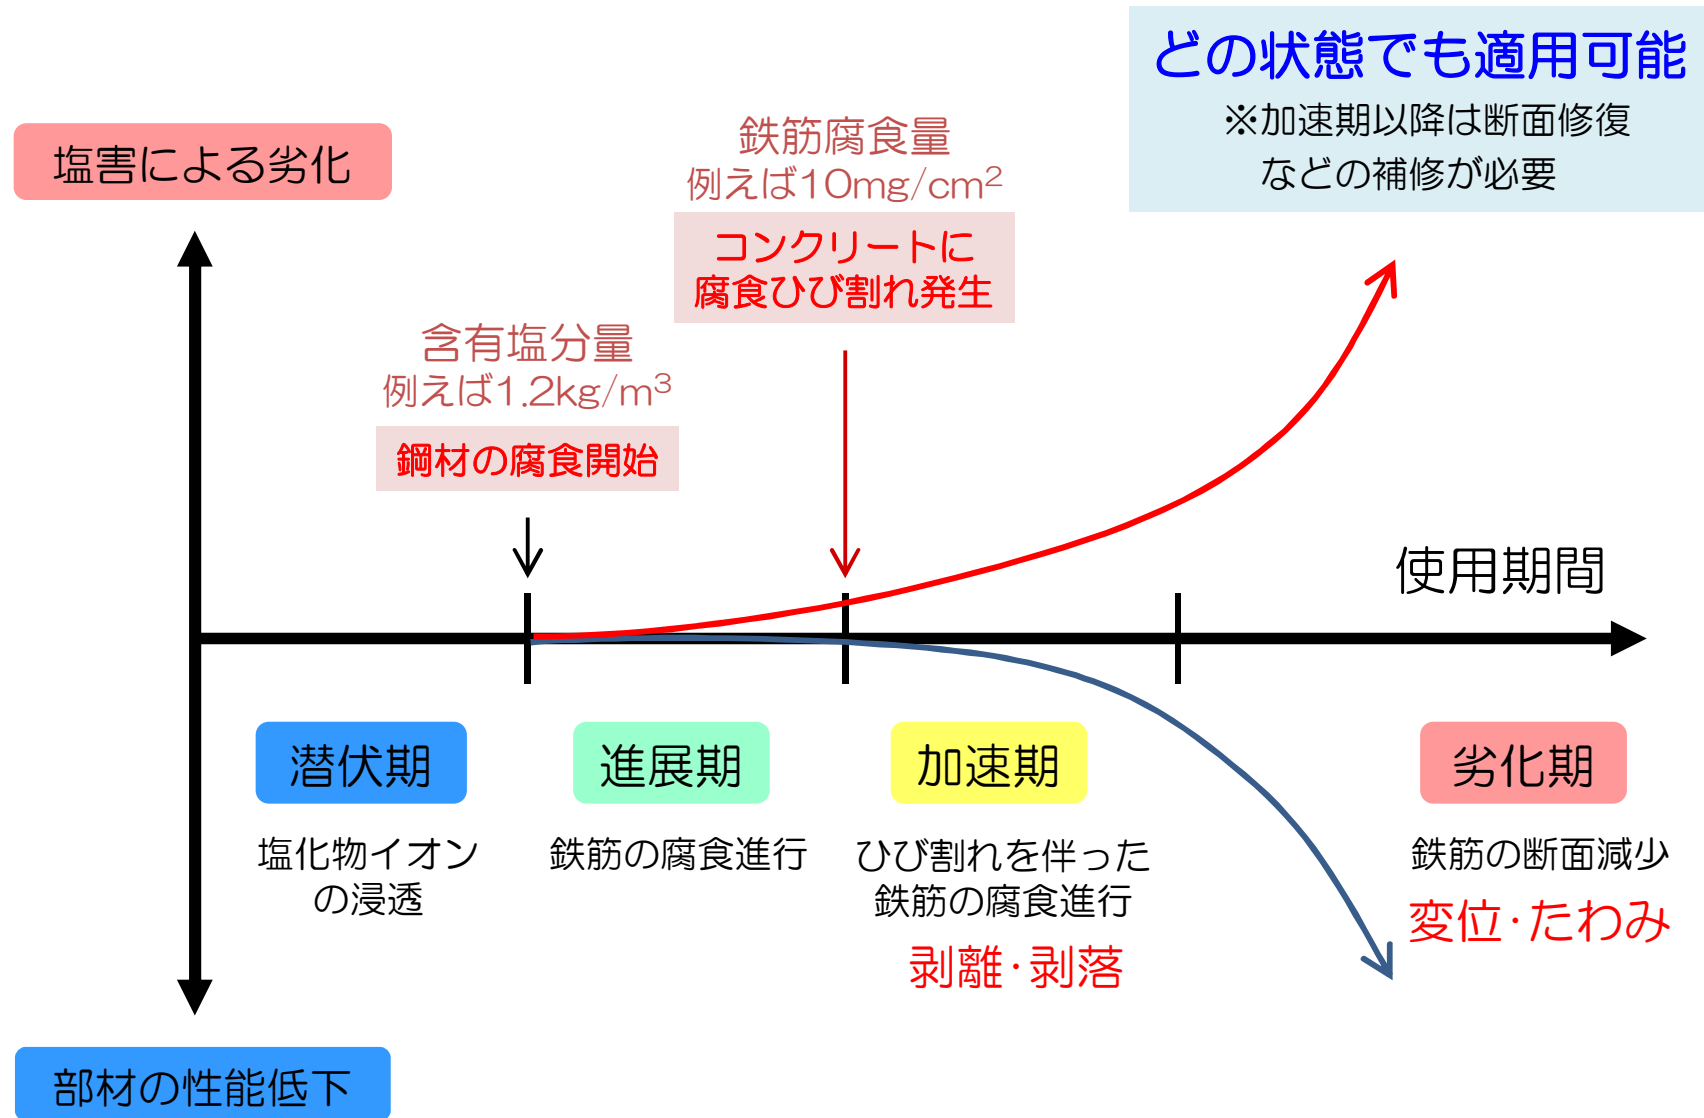 どの状態でも適用可能
※加速期以降は断面修復
などの補修が必要
塩害による劣化
鉄筋腐食量
例えば10mg/cm²
コンクリートに
腐食ひび割れ発生
含有塩分量
例えば1.2kg/m³
鋼材の腐食開始
使用期間
潜伏期
塩化物イオン
の浸透
進展期
鉄筋の腐食進行
加速期
ひび割れを伴った
鉄筋の腐食進行
剥離・剥落
劣化期
鉄筋の断面減少
変位・たわみ
部材の性能低下